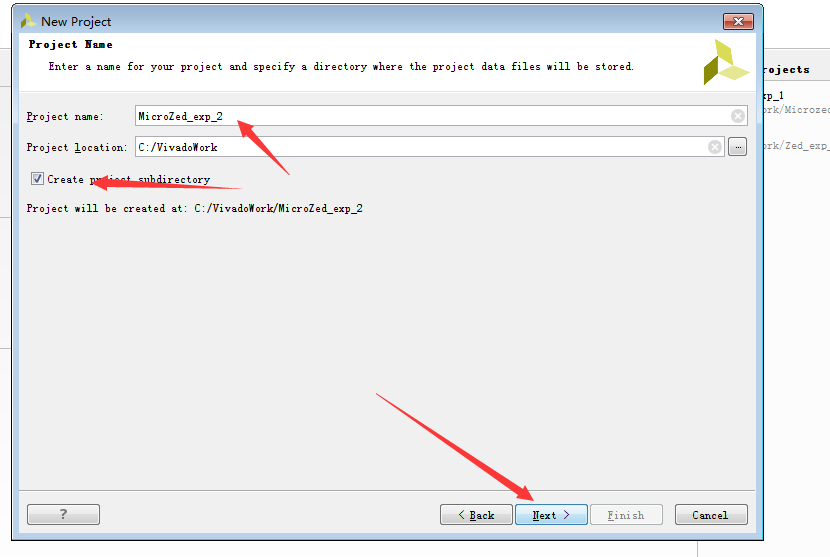 New Project
Project Name
Enter a name for your project and specify a directory where the project data files will be stored.
rojects
xp_1
ork/Microzed
ork/Zed_exp_
Project name: MicroZed_exp_2
Project location: C:/VivadoWork ...
Create project subdirectory
Project will be created at: C:/VivadoWork/MicroZed_exp_2
? < Back Next > Finish Cancel